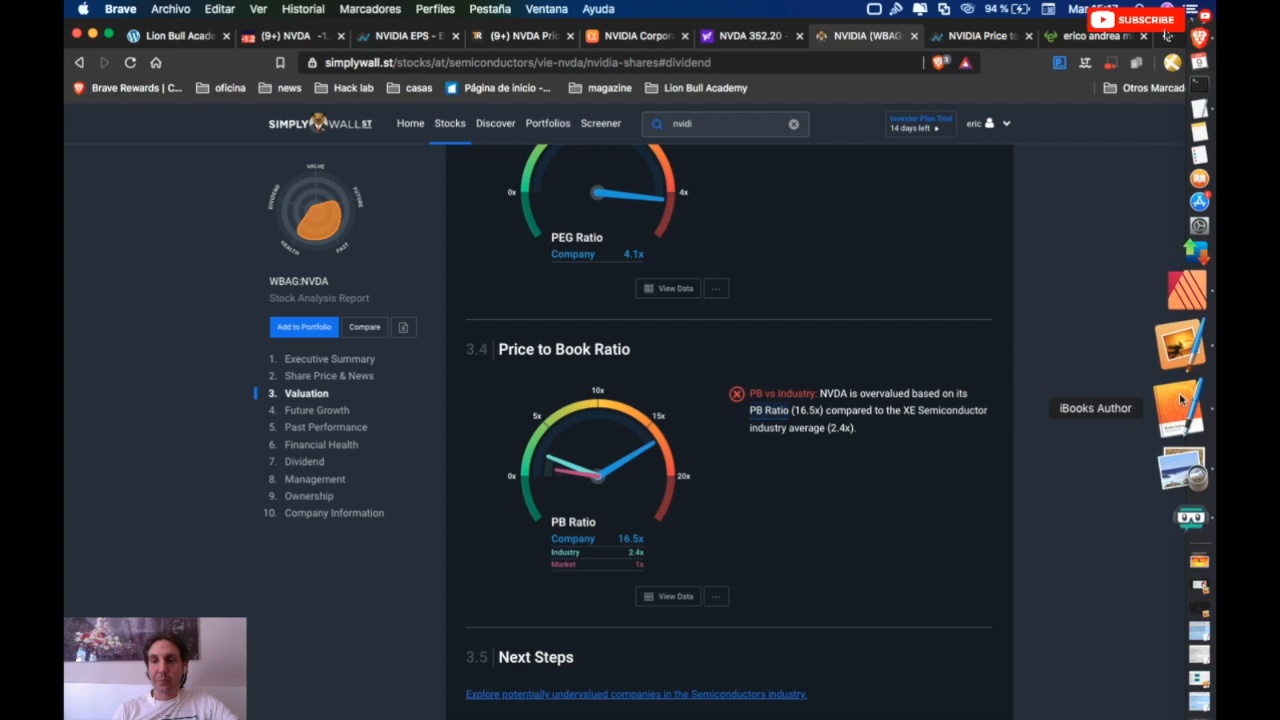 Brave Archivo Editar Ver Historial Marcadores Perfiles Pestaña Ventana Ayuda
94 %
SUBSCRIBE
Lion Bull Acade
(9+) NVDA
NVIDIA PE - B
NVDA Pric
NVIDIA Corpor
NVDA 352.20
NVIDIA (WBAG
NVIDIA Price to
erico andrea m
simplywall.st/stocks/at/semiconductors/vie-nvda/nvidia-shares#dividend
Brave Rewards | C... oficina news Hack lab casas Página de inicio -... magazine Lion Bull Academy Otros Marcado
SIMPLY WALL ST
Home Stocks Discover Portfolios Screener
nvidi
Investor Plan Trial
14 days left
eric
VALUE
FUTURE
PAST
HEALTH
DIVIDEND
WBAG:NVDA
Stock Analysis Report
Add to Portfolio Compare
1. Executive Summary
2. Share Price & News
3. Valuation
4. Future Growth
5. Past Performance
6. Financial Health
7. Dividend
8. Management
9. Ownership
10. Company Information
0x 4x
PEG Ratio
Company 4.1x
View Data ...
3.4 Price to Book Ratio
0x 5x 10x 15x 20x
PB Ratio
Company 16.5x
Industry 2.4x
Market 1x
PB vs Industry: NVDA is overvalued based on its
PB Ratio (16.5x) compared to the XE Semiconductor
industry average (2.4x).
View Data ...
3.5 Next Steps
Explore potentially undervalued companies in the Semiconductors industry.
iBooks Author